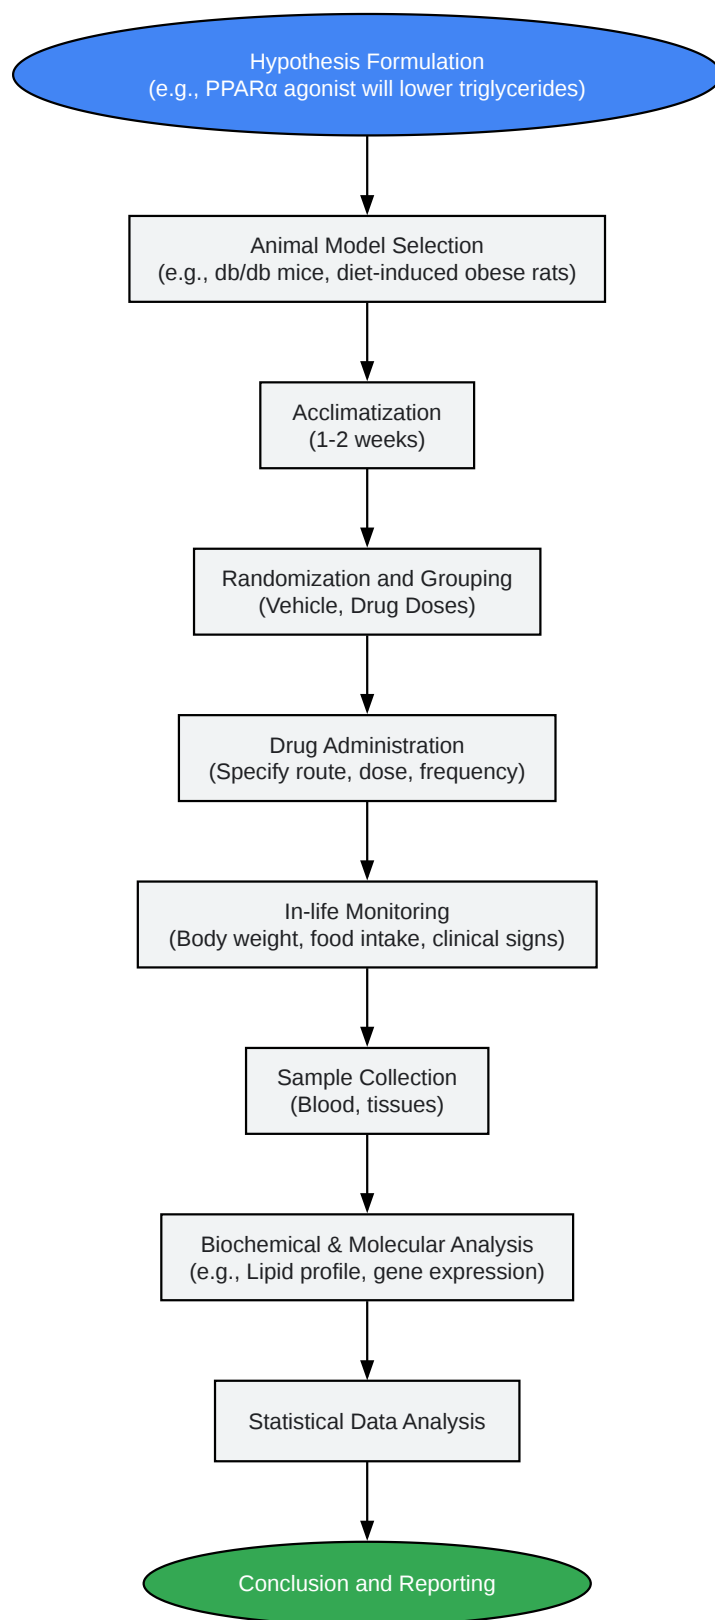 Hypothesis Formulation
(e.g., PPARα agonist will lower triglycerides)
Animal Model Selection
(e.g., db/db mice, diet-induced obese rats)
Acclimatization
(1-2 weeks)
Randomization and Grouping
(Vehicle, Drug Doses)
Drug Administration
(Specify route, dose, frequency)
In-life Monitoring
(Body weight, food intake, clinical signs)
Sample Collection
(Blood, tissues)
Biochemical & Molecular Analysis
(e.g., Lipid profile, gene expression)
Statistical Data Analysis
Conclusion and Reporting